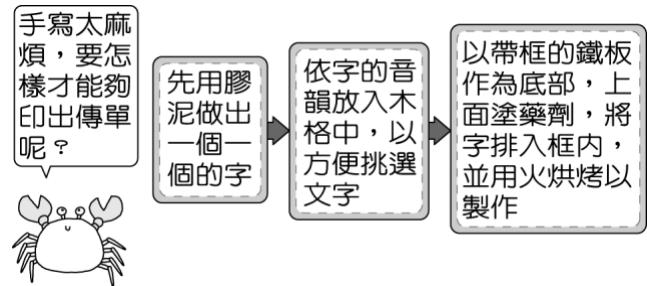 手寫太麻
煩，要怎
樣才能夠
印出傳單
呢？
先用膠
泥做出
一個一
個的字
依字的音
韻放入木
格中，以
方便挑選
文字
以帶框的鐵板
作為底部，上
面塗藥劑，將
字排入框內，
並用火烘烤以
製作